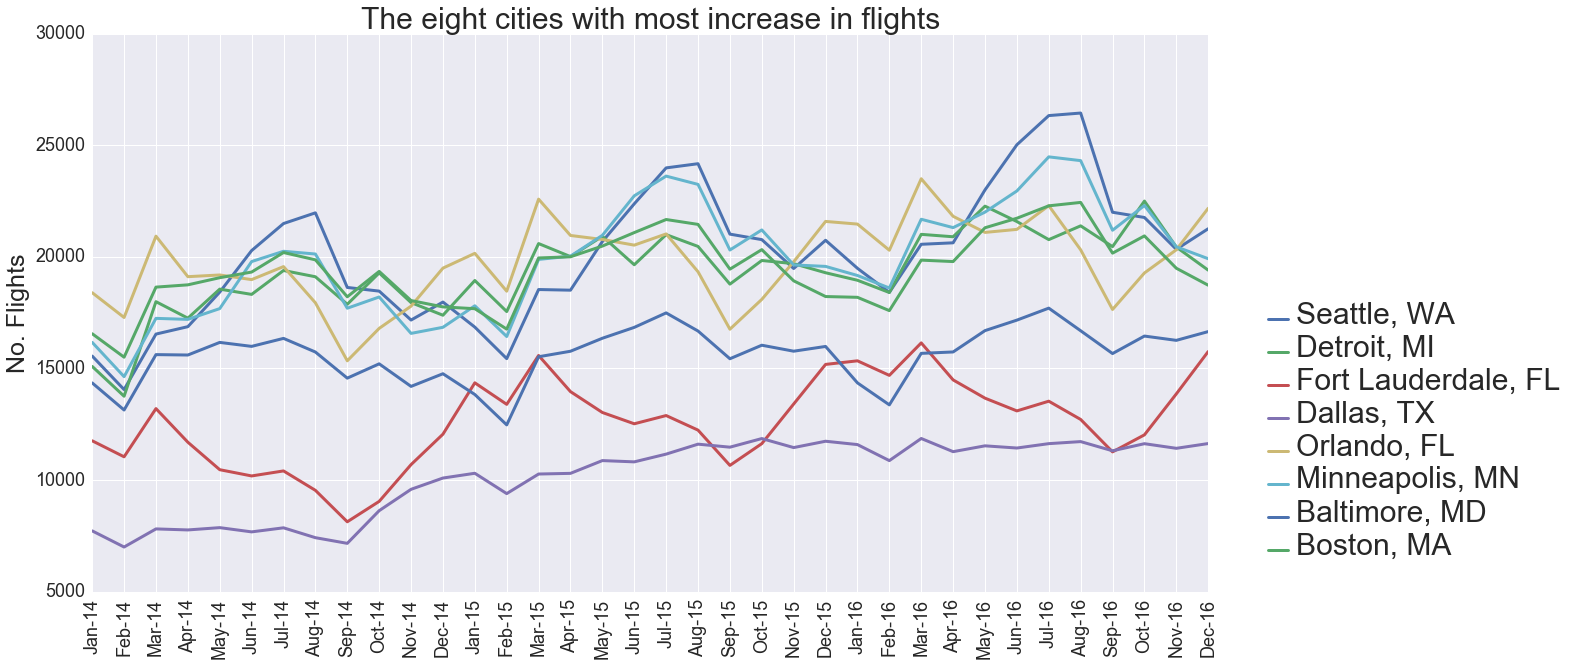 The eight cities with most increase in flights
30000
25000
20000
15000
10000
5000
No. Flights
Jan-14
Feb-14
Mar-14
Apr-14
May-14
Jun-14
Jul-14
Aug-14
Sep-14
Oct-14
Nov-14
Dec-14
Jan-15
Feb-15
Mar-15
Apr-15
May-15
Jun-15
Jul-15
Aug-15
Sep-15
Oct-15
Nov-15
Dec-15
Jan-16
Feb-16
Mar-16
Apr-16
May-16
Jun-16
Jul-16
Aug-16
Sep-16
Oct-16
Nov-16
Dec-16
Seattle, WA
Detroit, MI
Fort Lauderdale, FL
Dallas, TX
Orlando, FL
Minneapolis, MN
Baltimore, MD
Boston, MA